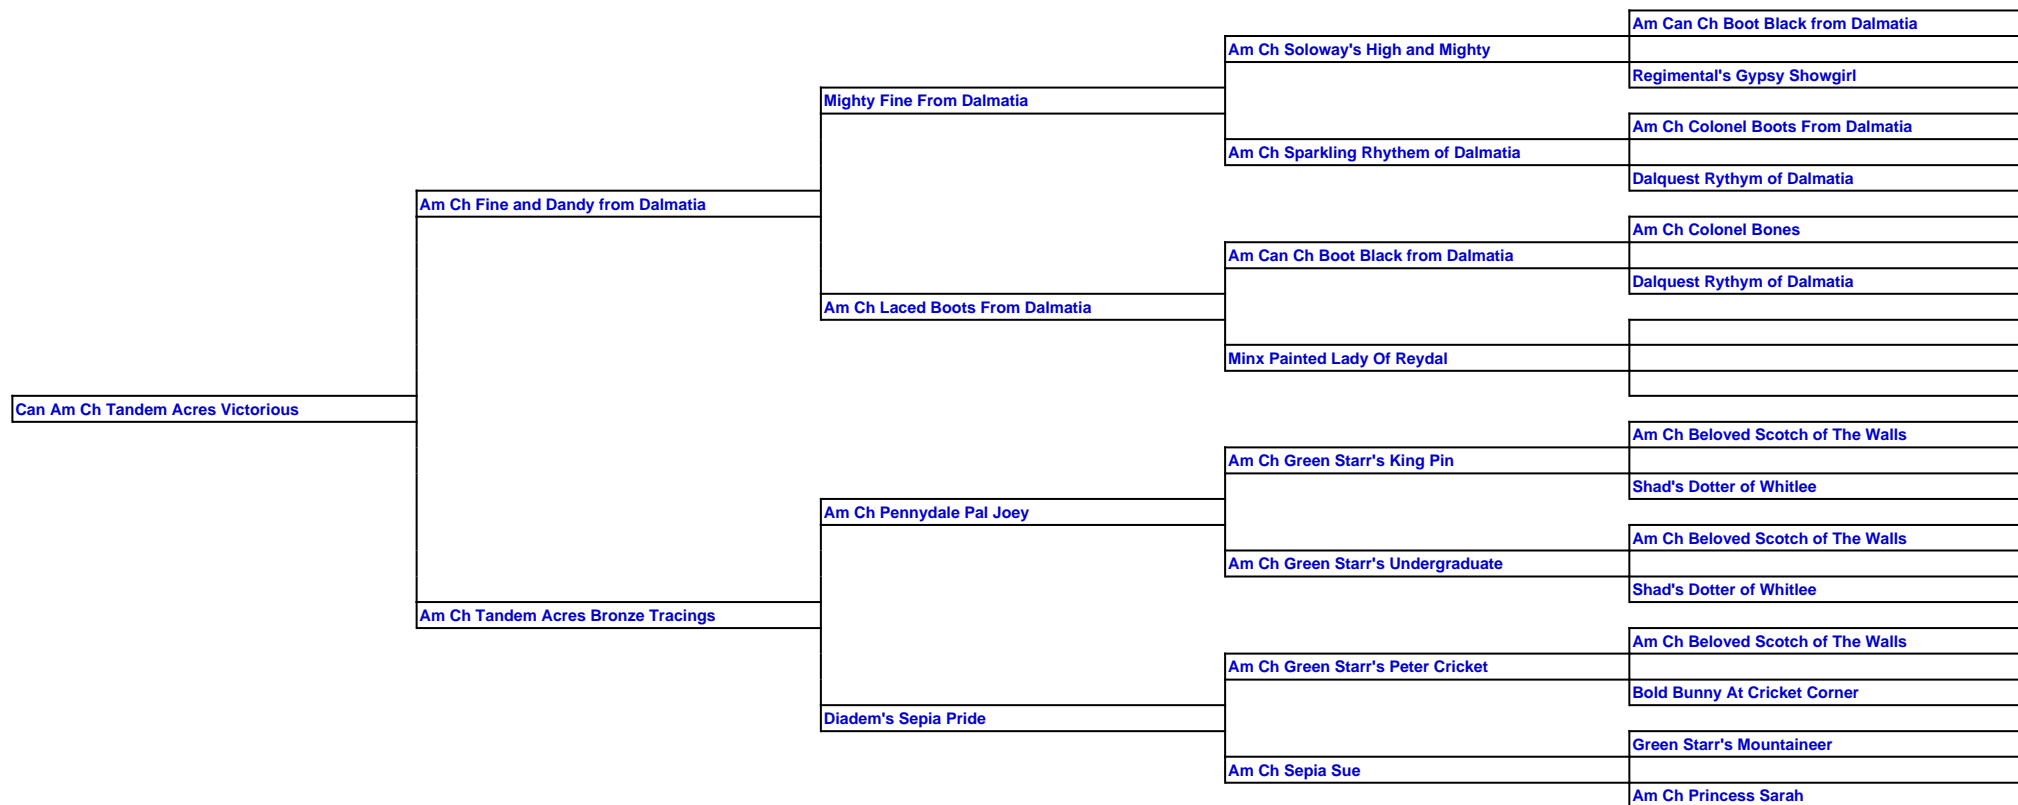 Am Can Ch Boot Black from Dalmatia
Am Ch Soloway's High and Mighty
Regimental's Gypsy Showgirl
Mighty Fine From Dalmatia
Am Ch Colonel Boots From Dalmatia
Am Ch Sparkling Rhythem of Dalmatia
Dalquest Rythym of Dalmatia
Am Ch Fine and Dandy from Dalmatia
Am Ch Colonel Bones
Am Can Ch Boot Black from Dalmatia
Dalquest Rythym of Dalmatia
Am Ch Laced Boots From Dalmatia
Minx Painted Lady Of Reydal
Can Am Ch Tandem Acres Victorious
Am Ch Beloved Scotch of The Walls
Am Ch Green Starr's King Pin
Shad's Dotter of Whitlee
Am Ch Pennydale Pal Joey
Am Ch Beloved Scotch of The Walls
Am Ch Green Starr's Undergraduate
Shad's Dotter of Whitlee
Am Ch Tandem Acres Bronze Tracings
Am Ch Beloved Scotch of The Walls
Am Ch Green Starr's Peter Cricket
Bold Bunny At Cricket Corner
Diadem's Sepia Pride
Green Starr's Mountaineer
Am Ch Sepia Sue
Am Ch Princess Sarah